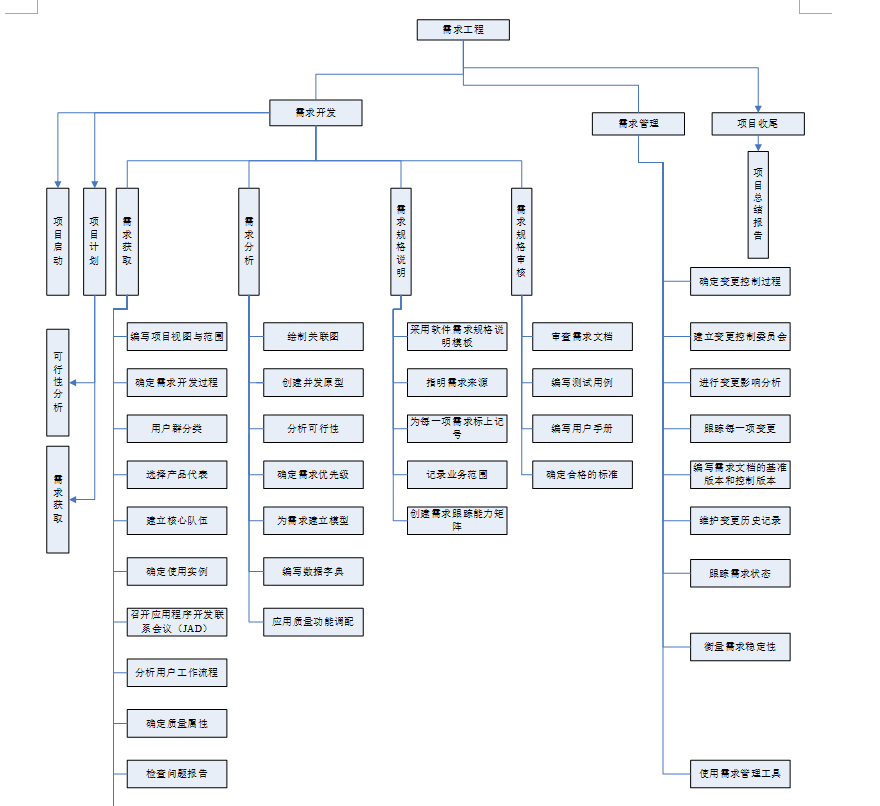 需求工程
需求开发
需求管理
项目收尾
项目启动
项目计划
需求获取
需求分析
需求规格说明
需求规格审核
项目总结报告
可行性分析
需求获取
编写项目视图与范围
确定需求开发过程
用户群分类
选择产品代表
建立核心队伍
确定使用实例
召开应用程序开发联
系会议（JAD）
分析用户工作流程
确定质量属性
检查问题报告
绘制关联图
创建开发原型
分析可行性
确定需求优先级
为需求建立模型
编写数据字典
应用质量功能调配
采用软件需求规格说
明模板
指明需求来源
为每一项需求标上记
号
记录业务范围
创建需求跟踪能力矩
阵
审查需求文档
编写测试用例
编写用户手册
确定合格的标准
确定变更控制过程
建立变更控制委员会
进行变更影响分析
跟踪每一项变更
编写需求文档的基准
版本和控制版本
维护变更历史记录
跟踪需求状态
衡量需求稳定性
使用需求管理工具